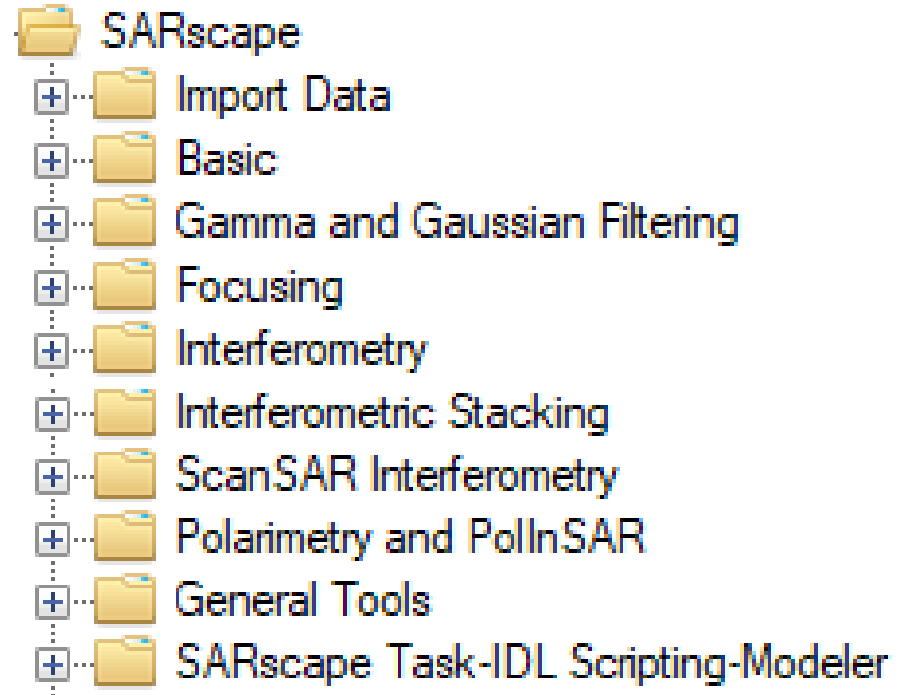 SARscape
Import Data
Basic
Gamma and Gaussian Filtering
Focusing
Interferometry
Interferometric Stacking
ScanSAR Interferometry
Polarimetry and PolInSAR
General Tools
SARscape Task-IDL Scripting-Modeler